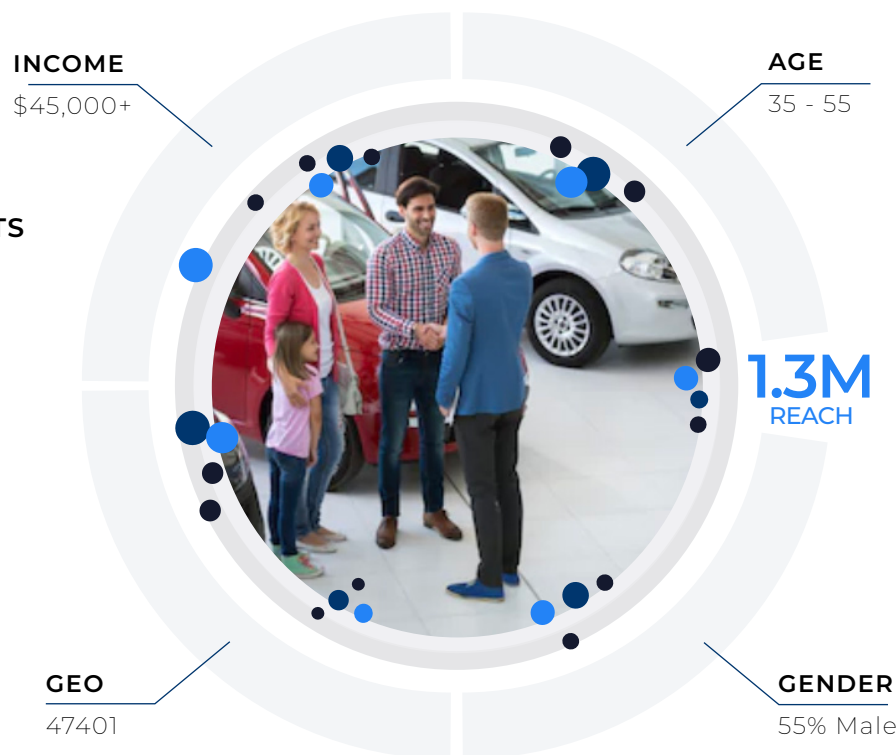 INCOME
$45,000+
AGE
35 - 55
TS
1.3M
REACH
GEO
47401
GENDER
55% Male